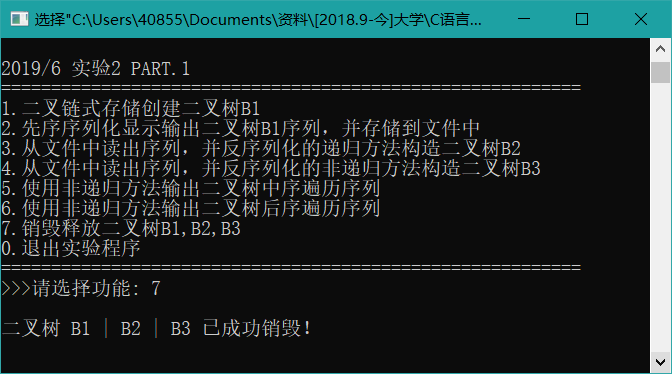 选择"C:\Users\40855\Documents\资料\[2018.9-今]大学\C语言...
2019/6 实验2 PART.1
==========================================================
1.二叉链式存储创建二叉树B1
2.先序序列化显示输出二叉树B1序列，并存储到文件中
3.从文件中读出序列，并反序列化的递归方法构造二叉树B2
4.从文件中读出序列，并反序列化的非递归方法构造二叉树B3
5.使用非递归方法输出二叉树中序遍历序列
6.使用非递归方法输出二叉树后序遍历序列
7.销毁释放二叉树B1,B2,B3
0.退出实验程序
==========================================================
>>>请选择功能: 7
二叉树 B1 | B2 | B3 已成功销毁!